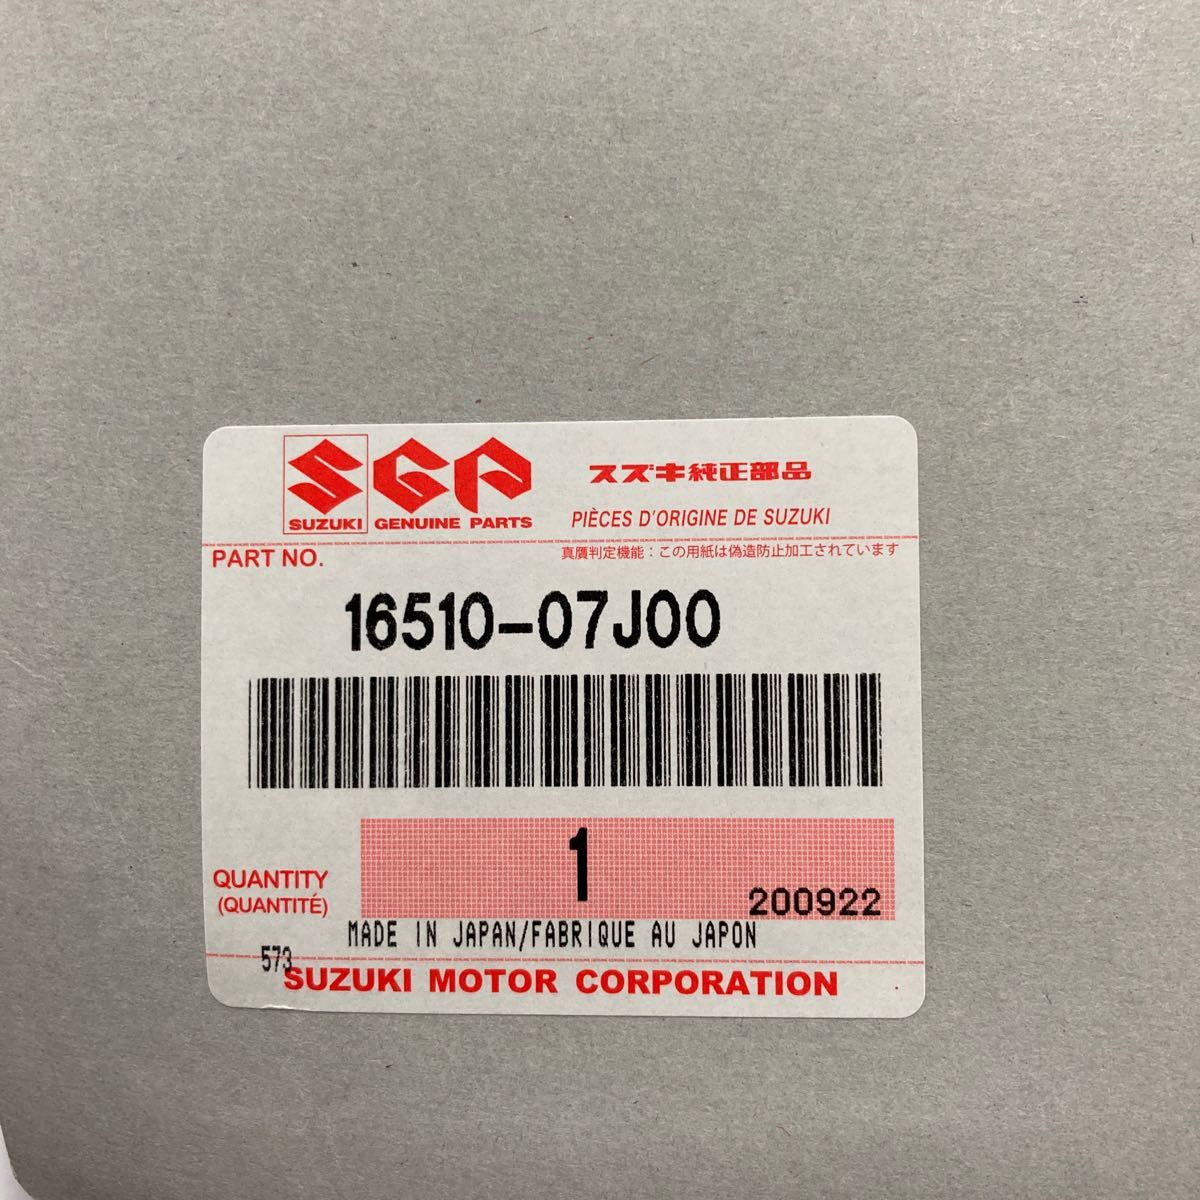 SGP
スズキ純正部品
SUZUKI GENUINE PARTS
PIÈCES D'ORIGINE DE SUZUKI
PART NO.
真贋判定機能：この用紙は偽造防止加工されています
16510-07J00
1
QUANTITY
(QUANTITÉ)
200922
MADE IN JAPAN/FABRIQUE AU JAPON
573
SUZUKI MOTOR CORPORATION